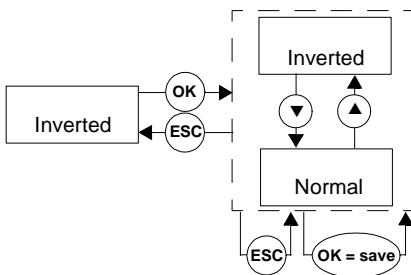 Inverted
OK
ESC
Inverted
Normal
ESC
OK = save